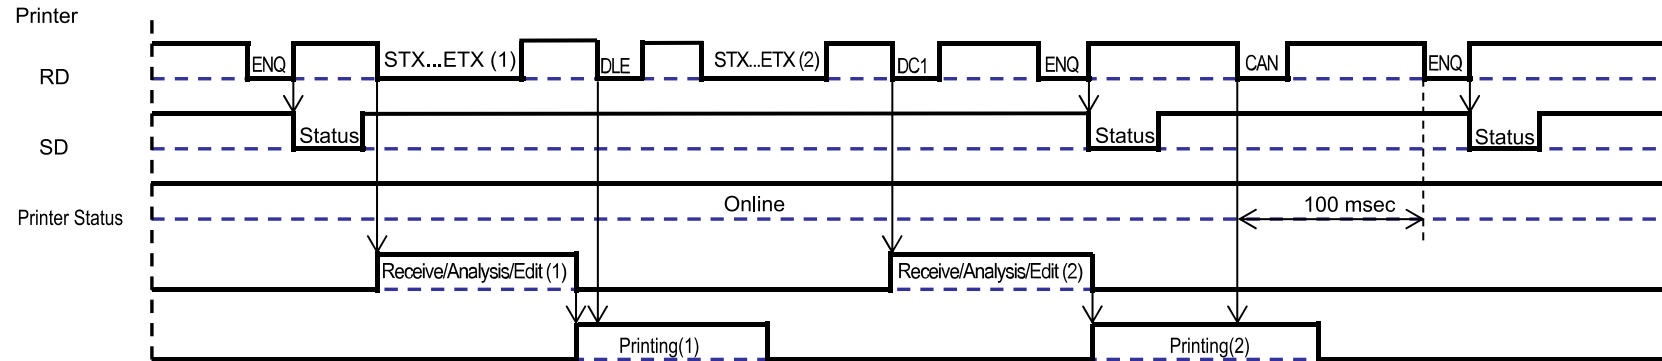 Printer
RD ENQ STX...ETX (1) DLE STX...ETX (2) DC1 ENQ CAN ENQ
SD Status Status Status
Printer Status Online 100 msec
Receive/Analysis/Edit (1) Receive/Analysis/Edit (2)
Printing(1) Printing(2)